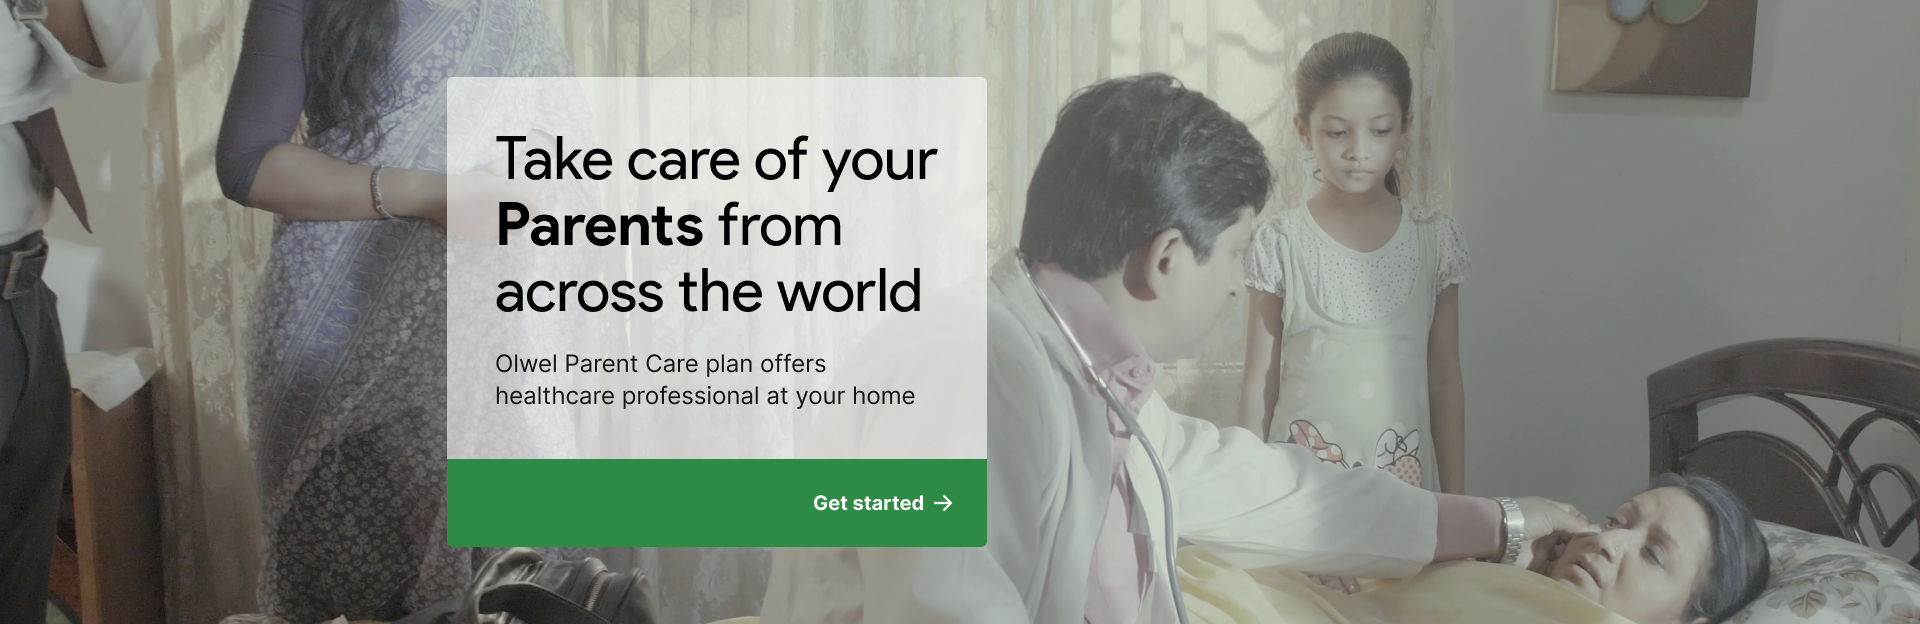 Take care of your
Parents from
across the world
Olwel Parent Care plan offers
healthcare professional at your home
Get started →